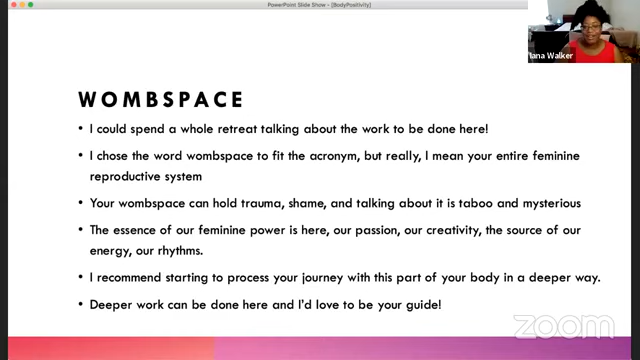 PowerPoint Slide Show - [BodyPositivity]
Walker
WOMBSPACE
• I could spend a whole retreat talking about the work to be done here!
• I chose the word wombspace to fit the acronym, but really, I mean your entire feminine
reproductive system
• Your wombspace can hold trauma, shame, and talking about it is taboo and mysterious
• The essence of our feminine power is here, our passion, our creativity, the source of our
energy, our rhythms.
• I recommend starting to process your journey with this part of your body in a deeper way.
• Deeper work can be done here and I'd love to be your guide!
zoom